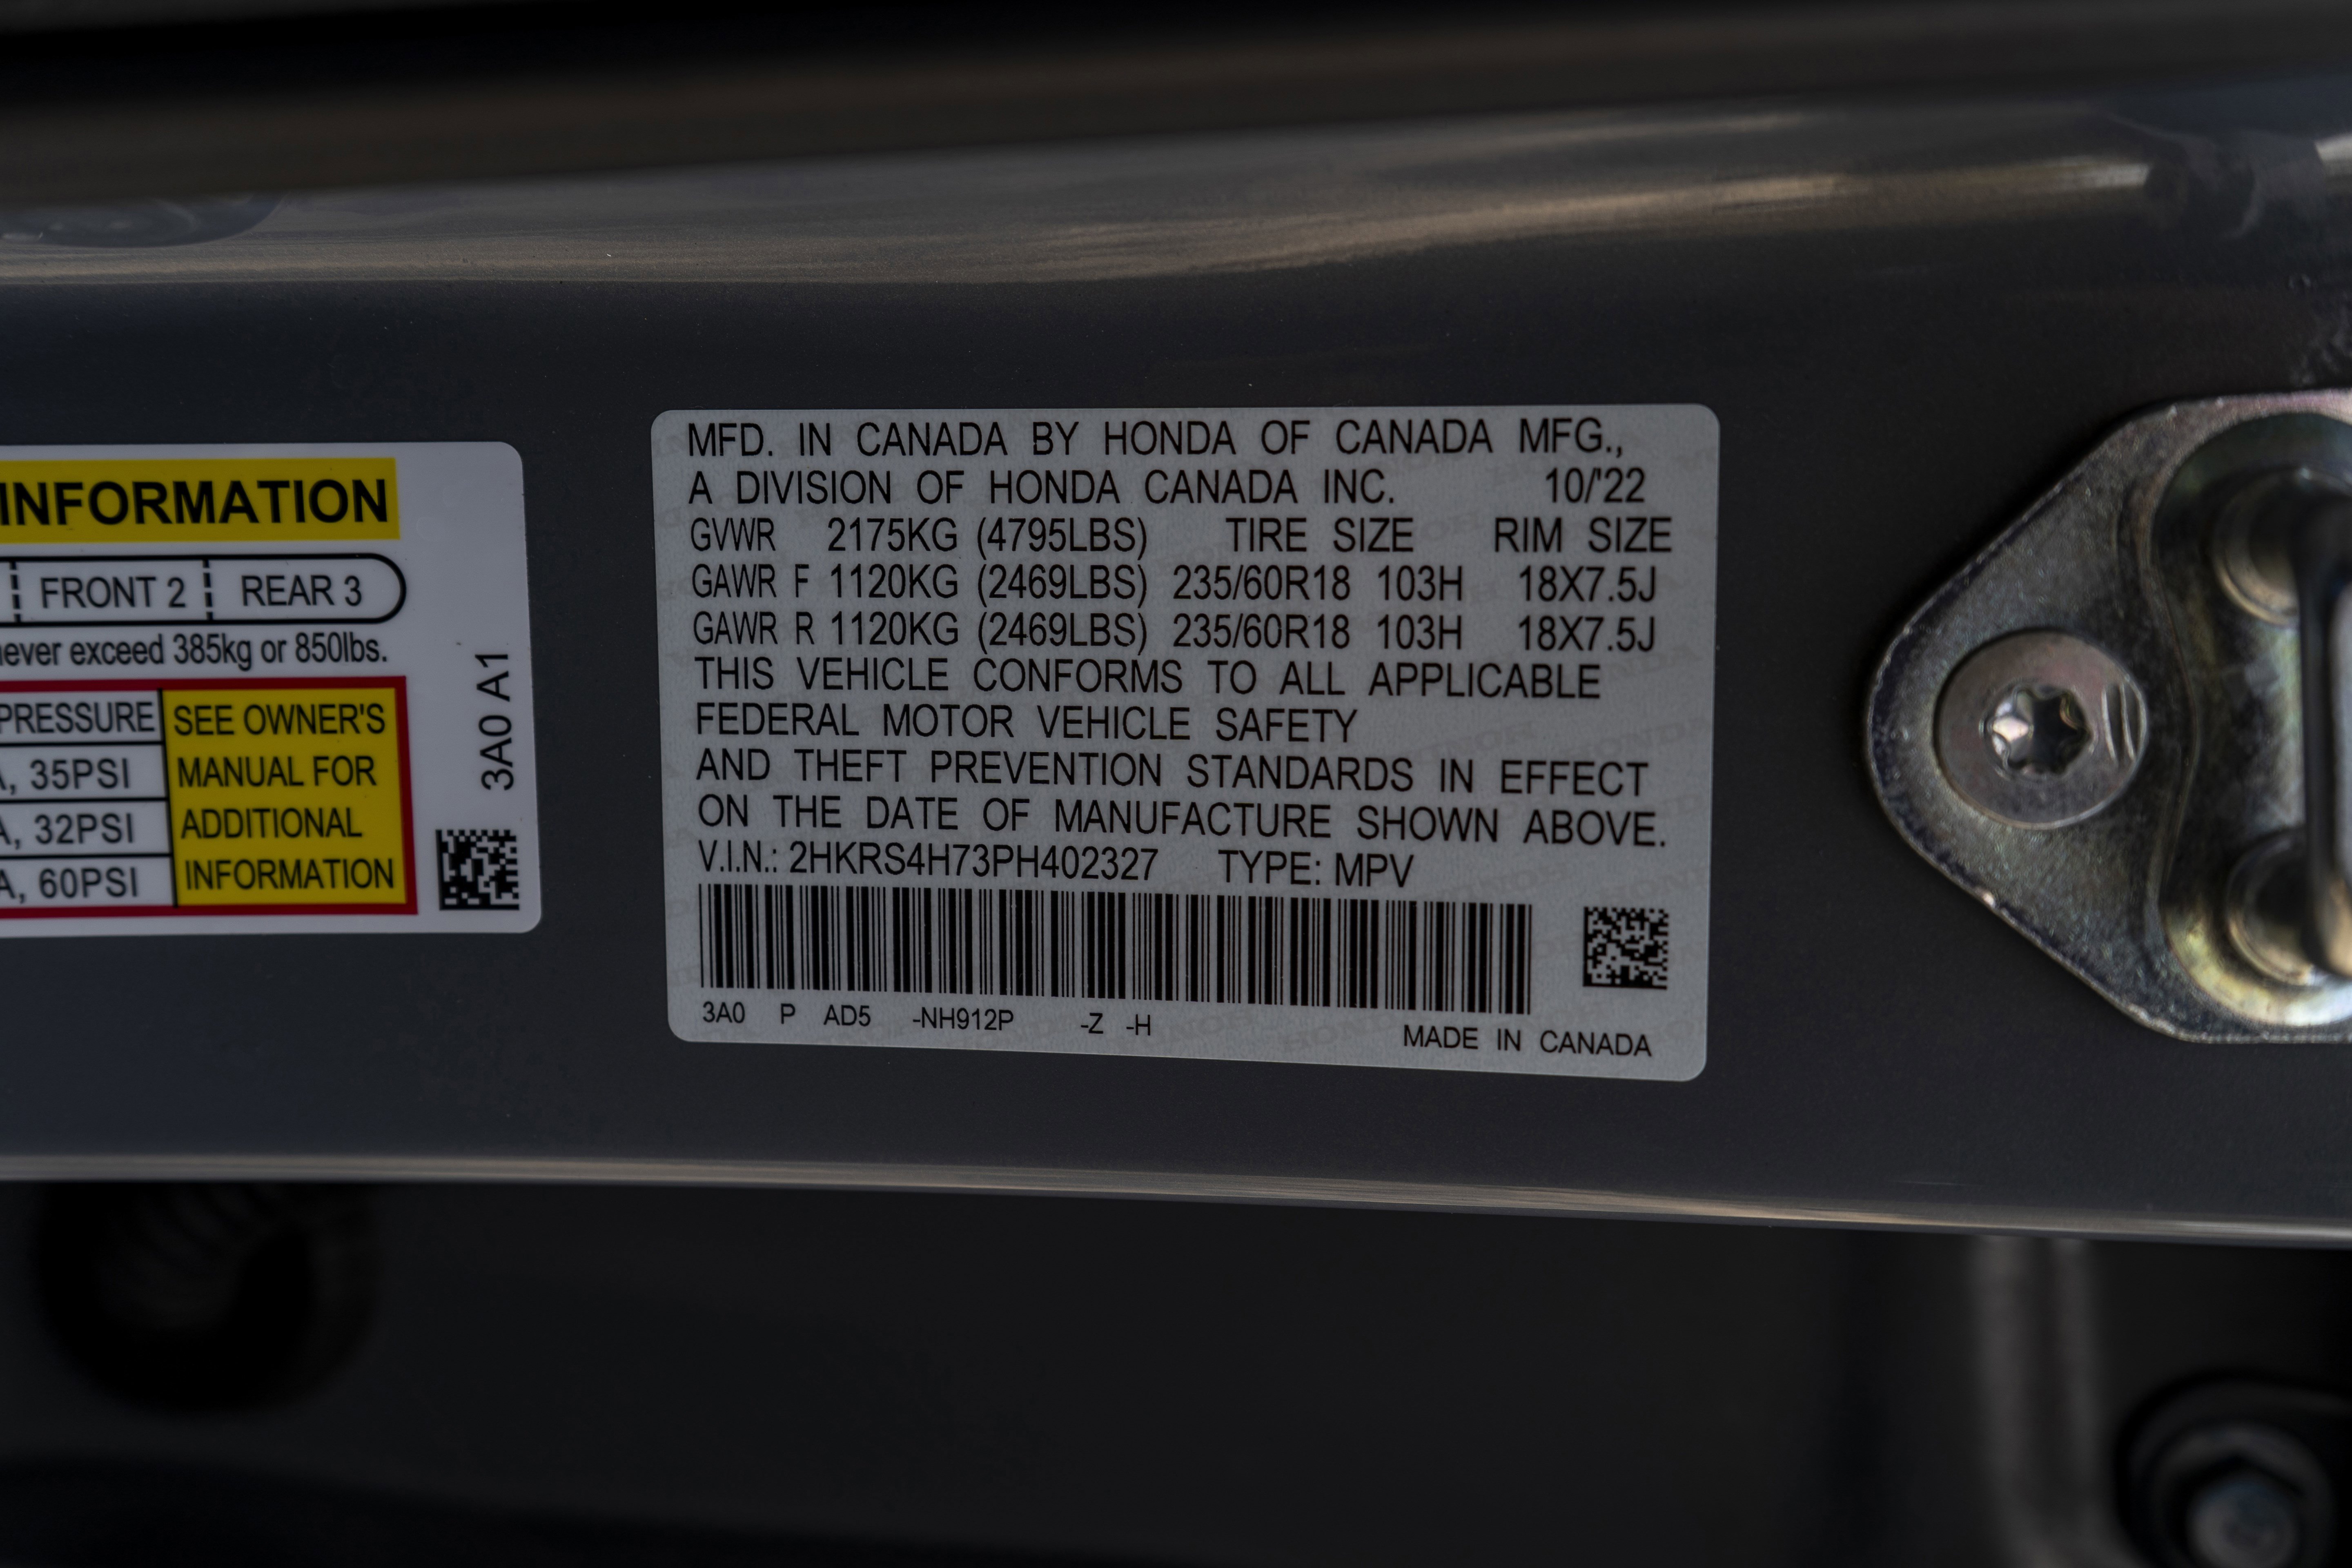 INFORMATION
FRONT 2
REAR 3
never exceed 385kg or 850lbs.
PRESSURE
, 35PSI
, 32PSI
, 60PSI
SEE OWNER'S
MANUAL FOR
ADDITIONAL
INFORMATION
3A0 A1
MFD. IN CANADA BY HONDA OF CANADA MFG.,
A DIVISION OF HONDA CANADA INC. 10/'22
GVWR 2175KG (4795LBS) TIRE SIZE RIM SIZE
GAWR F 1120KG (2469LBS) 235/60R18 103H 18X7.5J
GAWR R 1120KG (2469LBS) 235/60R18 103H 18X7.5J
THIS VEHICLE CONFORMS TO ALL APPLICABLE
FEDERAL MOTOR VEHICLE SAFETY
AND THEFT PREVENTION STANDARDS IN EFFECT
ON THE DATE OF MANUFACTURE SHOWN ABOVE.
V.I.N.: 2HKRS4H73PH402327 TYPE: MPV
3A0 P AD5 -NH912P -Z -H
MADE IN CANADA